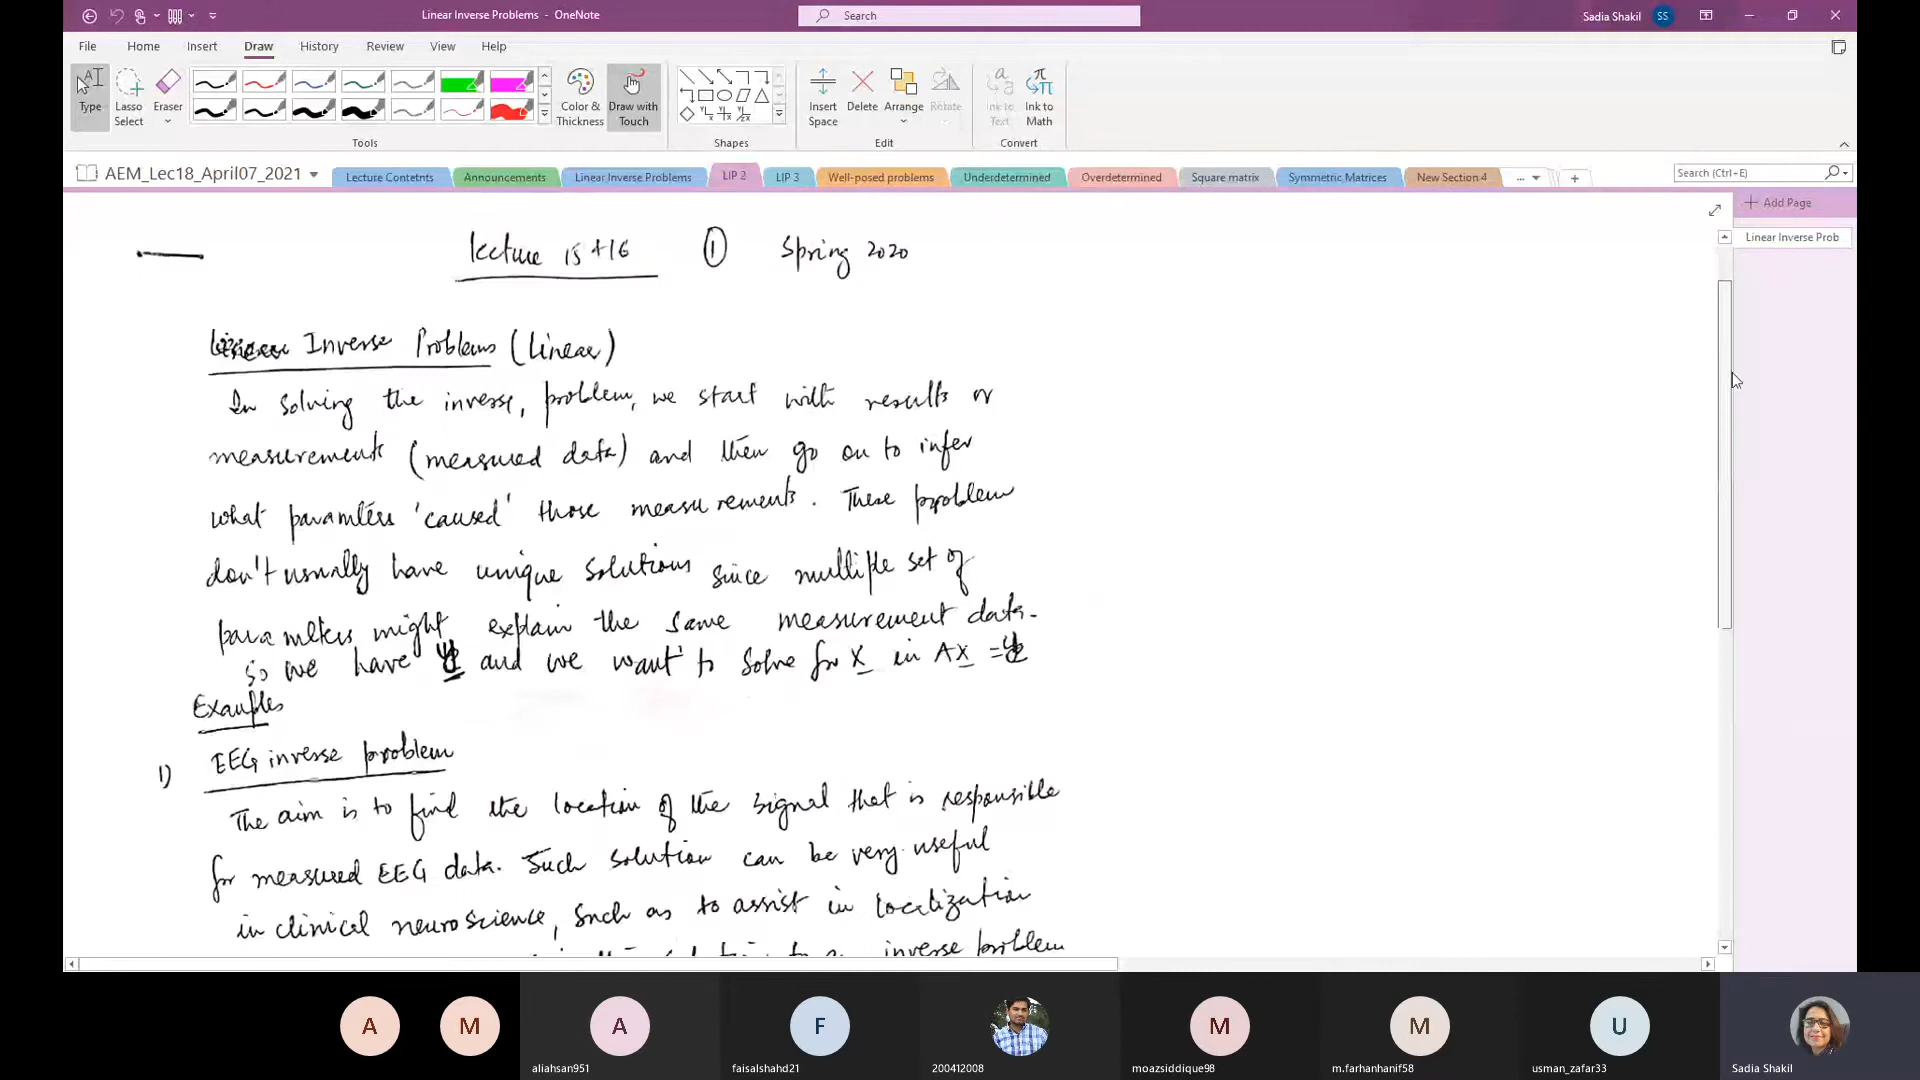 Linear Inverse Problems - OneNote
Search
Sadia Shakil
SS
File
Home
Insert
Draw
History
Review
View
Help
Type
Lasso Select
Eraser
Color & Thickness
Draw with Touch
Insert Space
Delete
Arrange
Rotate
Ink to Text
Ink to Math
Tools
Shapes
Edit
Convert
AEM_Lec18_April07_2021
Lecture Contetnts
Announcements
Linear Inverse Problems
LIP 2
LIP 3
Well-posed problems
Underdetermined
Overdetermined
Square matrix
Symmetric Matrices
New Section 4
...
Search (Ctrl+E)
Add Page
Linear Inverse Prob
Lecture 15+16 1 Spring 2020
Inverse Problems (Linear)
In solving the inverse, problem, we start with results or
measurements (measured data) and then go on to infer
what paramters 'caused' those measurements. These problem
don't usually have unique solutions since multiple set of
parameters might explain the same measurement data.
So we have y and we want to solve for x in Ax = y
Examples
1) EEG inverse problem
The aim is to find the location of the signal that is responsible
for measured EEG data. Such solution can be very useful
in clinical neuroscience, such as to assist in localization
inverse problem
A
M
A
F
M
M
U
aliahsan951
faisalshahd21
200412008
moazsiddique98
m.farhanhanif58
usman_zafar33
Sadia Shakil